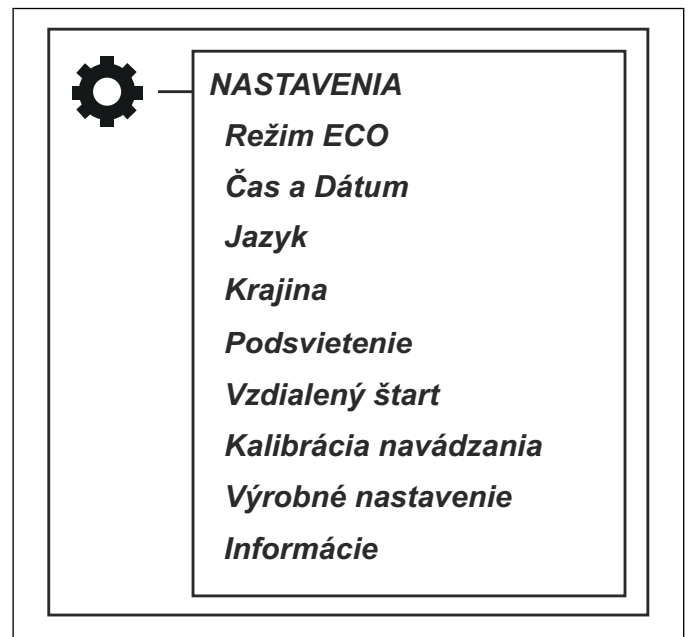 NASTAVENIA
Režim ECO
Čas a Dátum
Jazyk
Krajina
Podsvietenie
Vzdialený štart
Kalibrácia navádzania
Výrobné nastavenie
Informácie